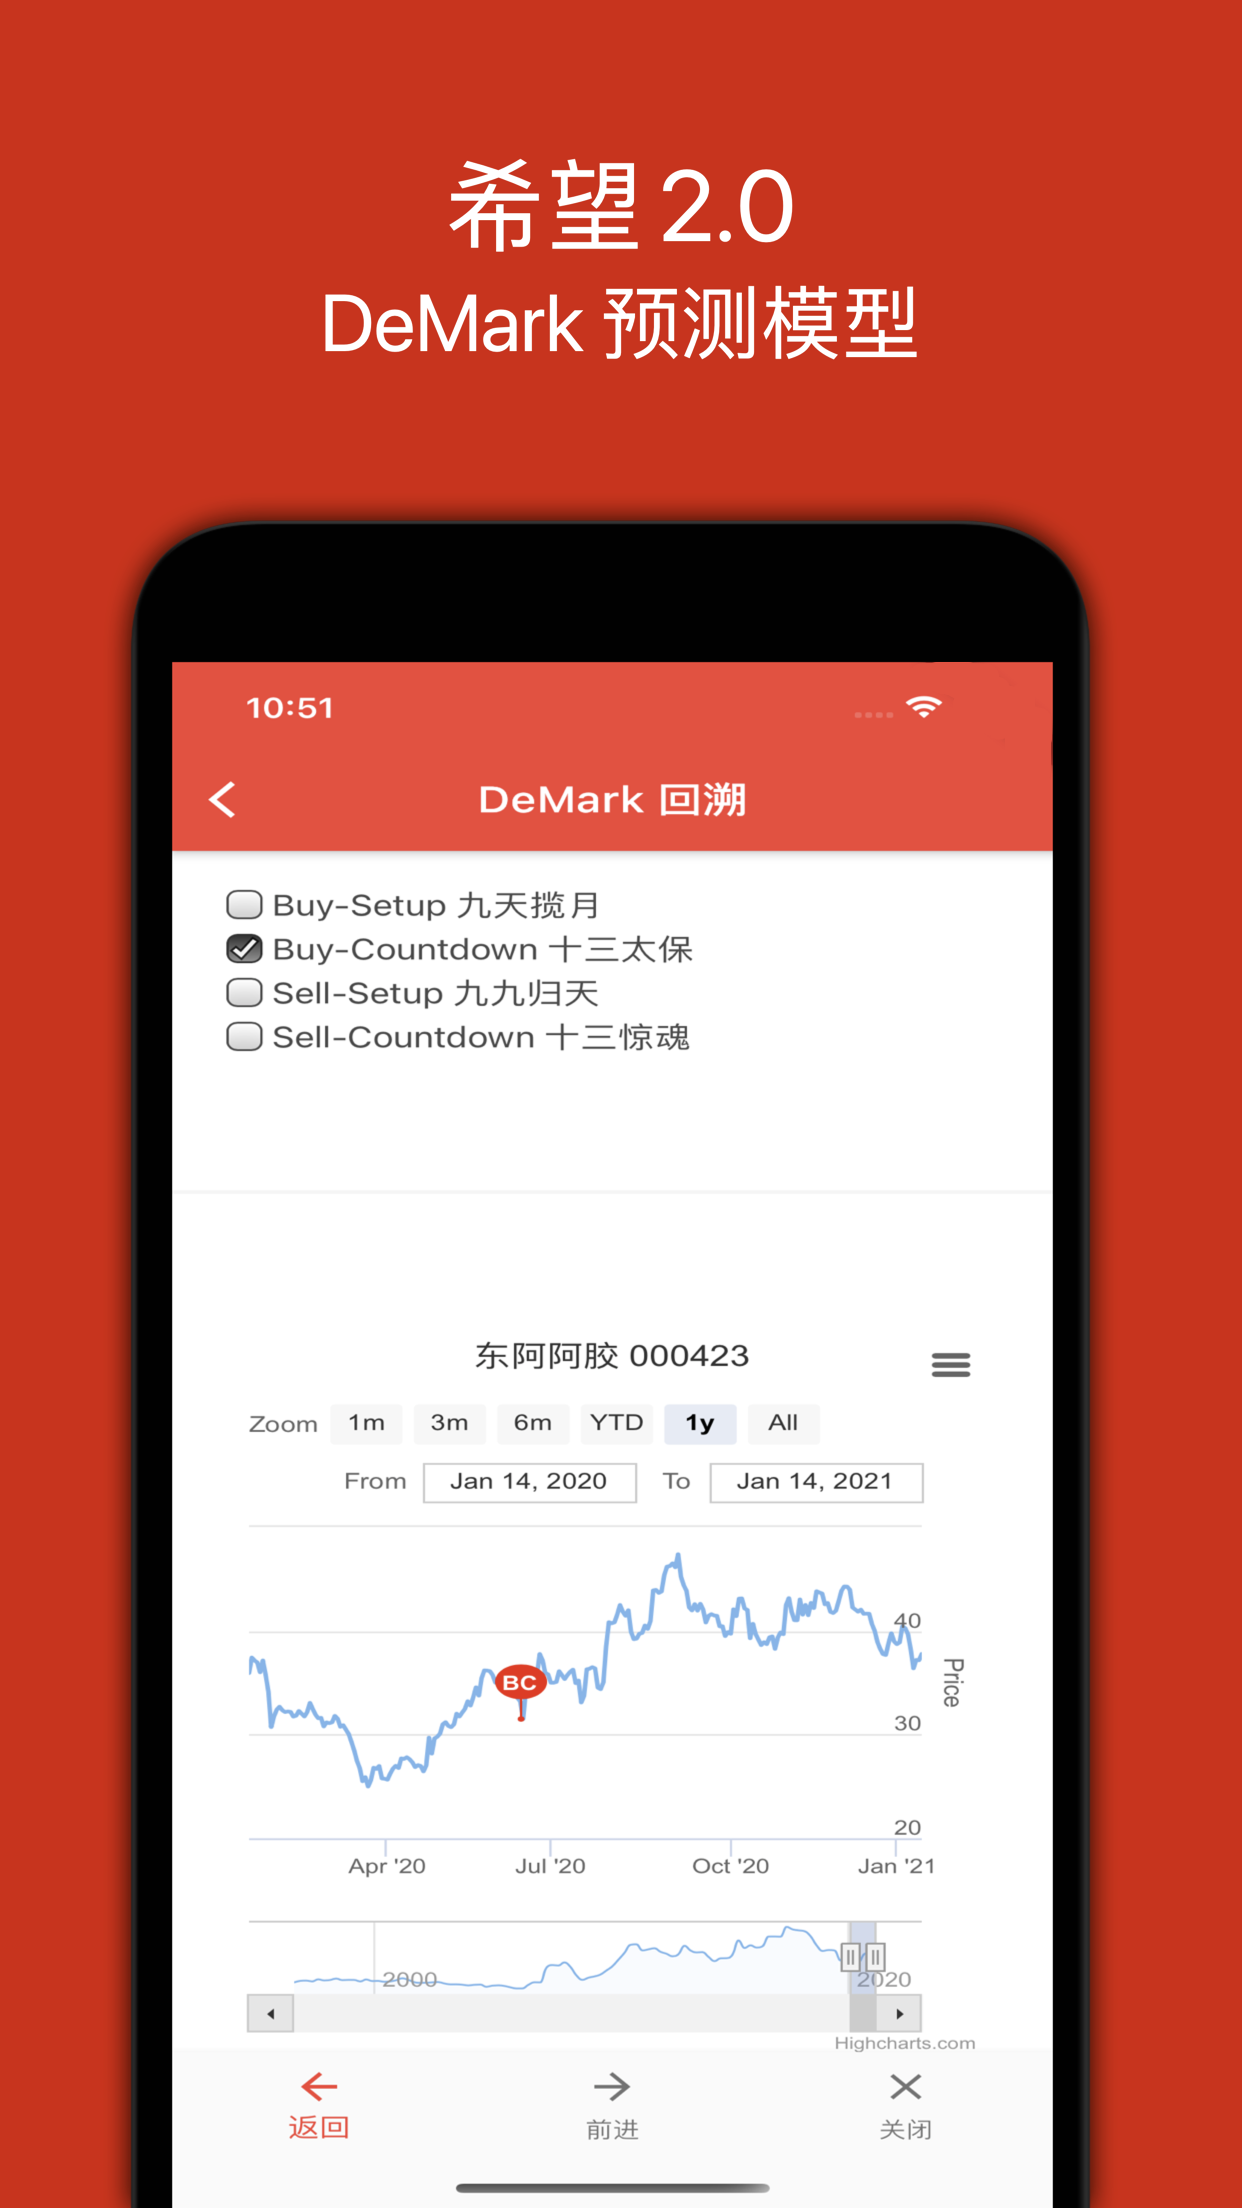 希望2.0
DeMark 预测模型
10:51
DeMark 回溯
Buy-Setup 九天揽月
Buy-Countdown 十三太保
Sell-Setup 九九归天
Sell-Countdown 十三惊魂
东阿阿胶 000423
Zoom 1m 3m 6m YTD 1y All
From Jan 14, 2020 To Jan 14, 2021
BC
40
30
20
Price
Apr '20 Jul '20 Oct '20 Jan '21
2000 2020
Highcharts.com
返回 前进 关闭